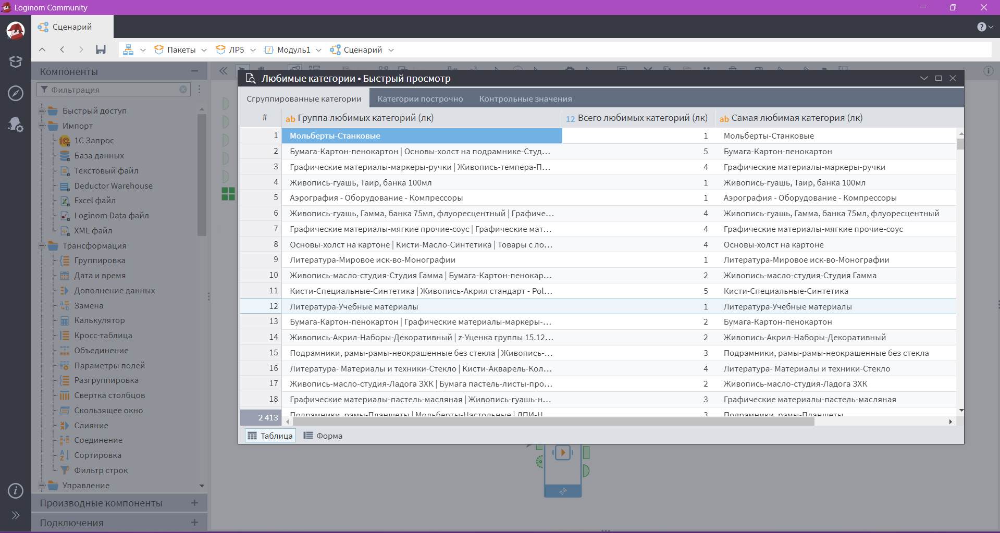 Loginom Community
Сценарий
Пакеты ЛР5 Модуль1 Сценарий
Компоненты
Фильтрация
Быстрый доступ
Импорт
1С Запрос
База данных
Текстовый файл
Deductor Warehouse
Excel файл
Loginom Data файл
XML файл
Трансформация
Группировка
Дата и время
Дополнение данных
Замена
Калькулятор
Кросс-таблица
Объединение
Параметры полей
Разгруппировка
Свертка столбцов
Скользящее окно
Слияние
Соединение
Сортировка
Фильтр строк
Управление
Производные компоненты
Подключения
Любимые категории • Быстрый просмотр
Сгруппированные категории Категории построчно Контрольные значения
# ab Группа любимых категорий (лк) 12 Всего любимых категорий (лк) ab Самая любимая категория (лк)
1 Мольберты-Станковые 1 Мольберты-Станковые
2 Бумага-Картон-пенокартон | Основы-холст на подрамнике-Студ... 5 Бумага-Картон-пенокартон
3 Графические материалы-маркеры-ручки | Живопись-темпера-П... 4 Графические материалы-маркеры-ручки
4 Живопись-гуашь, Таир, банка 100мл 1 Живопись-гуашь, Таир, банка 100мл
5 Аэрография - Оборудование - Компрессоры 1 Аэрография - Оборудование - Компрессоры
6 Живопись-гуашь, Гамма, банка 75мл, флуоресцентный | Графиче... 4 Живопись-гуашь, Гамма, банка 75мл, флуоресцентный
7 Графические материалы-мягкие прочие-соус | Графические мат... 4 Графические материалы-мягкие прочие-соус
8 Основы-холст на картоне | Кисти-Масло-Синтетика | Товары с ло... 4 Основы-холст на картоне
9 Литература-Мировое иск-во-Монографии 1 Литература-Мировое иск-во-Монографии
10 Живопись-масло-студия-Студия Гамма | Бумага-Картон-пенокар... 2 Живопись-масло-студия-Студия Гамма
11 Кисти-Специальные-Синтетика | Живопись-Акрил стандарт - Pol... 5 Кисти-Специальные-Синтетика
12 Литература-Учебные материалы 1 Литература-Учебные материалы
13 Бумага-Картон-пенокартон | Графические материалы-маркеры-... 2 Бумага-Картон-пенокартон
14 Живопись-Акрил-Наборы-Декоративный | z-Уценка группы 15.12... 2 Живопись-Акрил-Наборы-Декоративный
15 Подрамники, рамы-рамы-неокрашенные без стекла | Живопись-... 3 Подрамники, рамы-рамы-неокрашенные без стекла
16 Литература- Материалы и техники-Стекло | Кисти-Акварель-Кол... 4 Литература- Материалы и техники-Стекло
17 Живопись-масло-студия-Ладога ЗХК | Бумага пастель-листы-про... 2 Живопись-масло-студия-Ладога ЗХК
18 Графические материалы-пастель-масляная | Живопись-гуашь-н... 3 Графические материалы-пастель-масляная
Подрамники, рамы-Планшеты | Мольберты-Настольные | ДПИ-Н... 3 Подрамники, рамы-Планшеты
2 413
Таблица Форма